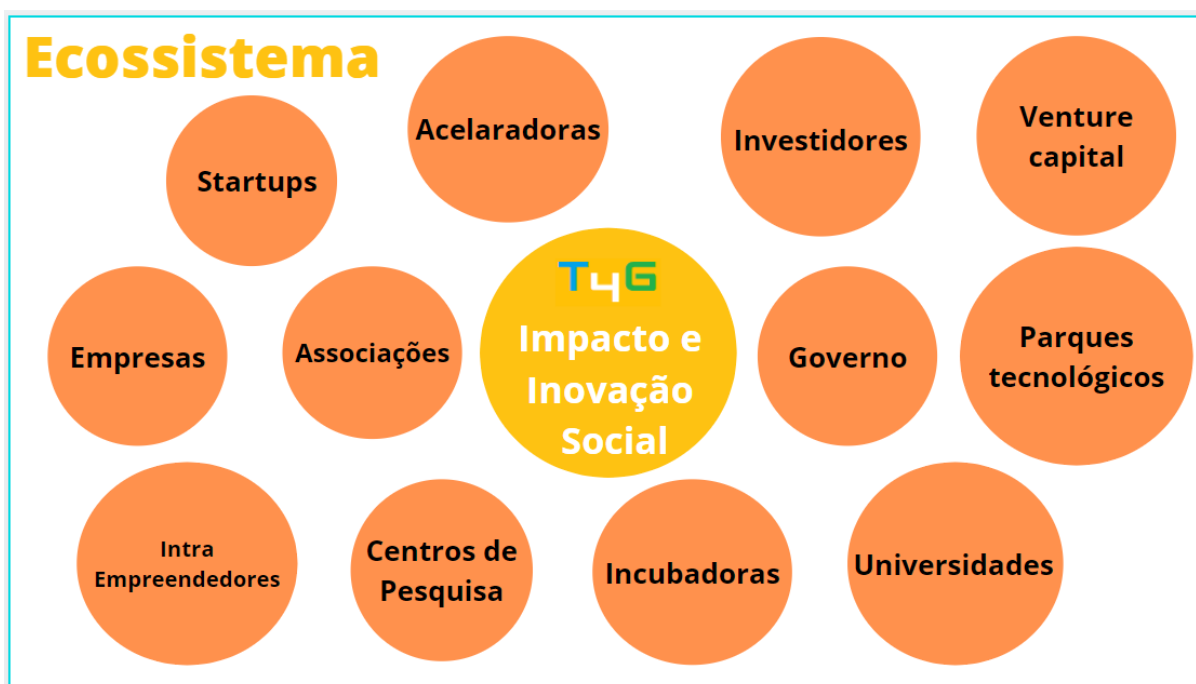 Ecossistema
Acelaradoras
Investidores
Venture
capital
Startups
T4G
Impacto e
Inovação
Social
Empresas
Associações
Governo
Parques
tecnológicos
Intra
Empreendedores
Centros de
Pesquisa
Incubadoras
Universidades